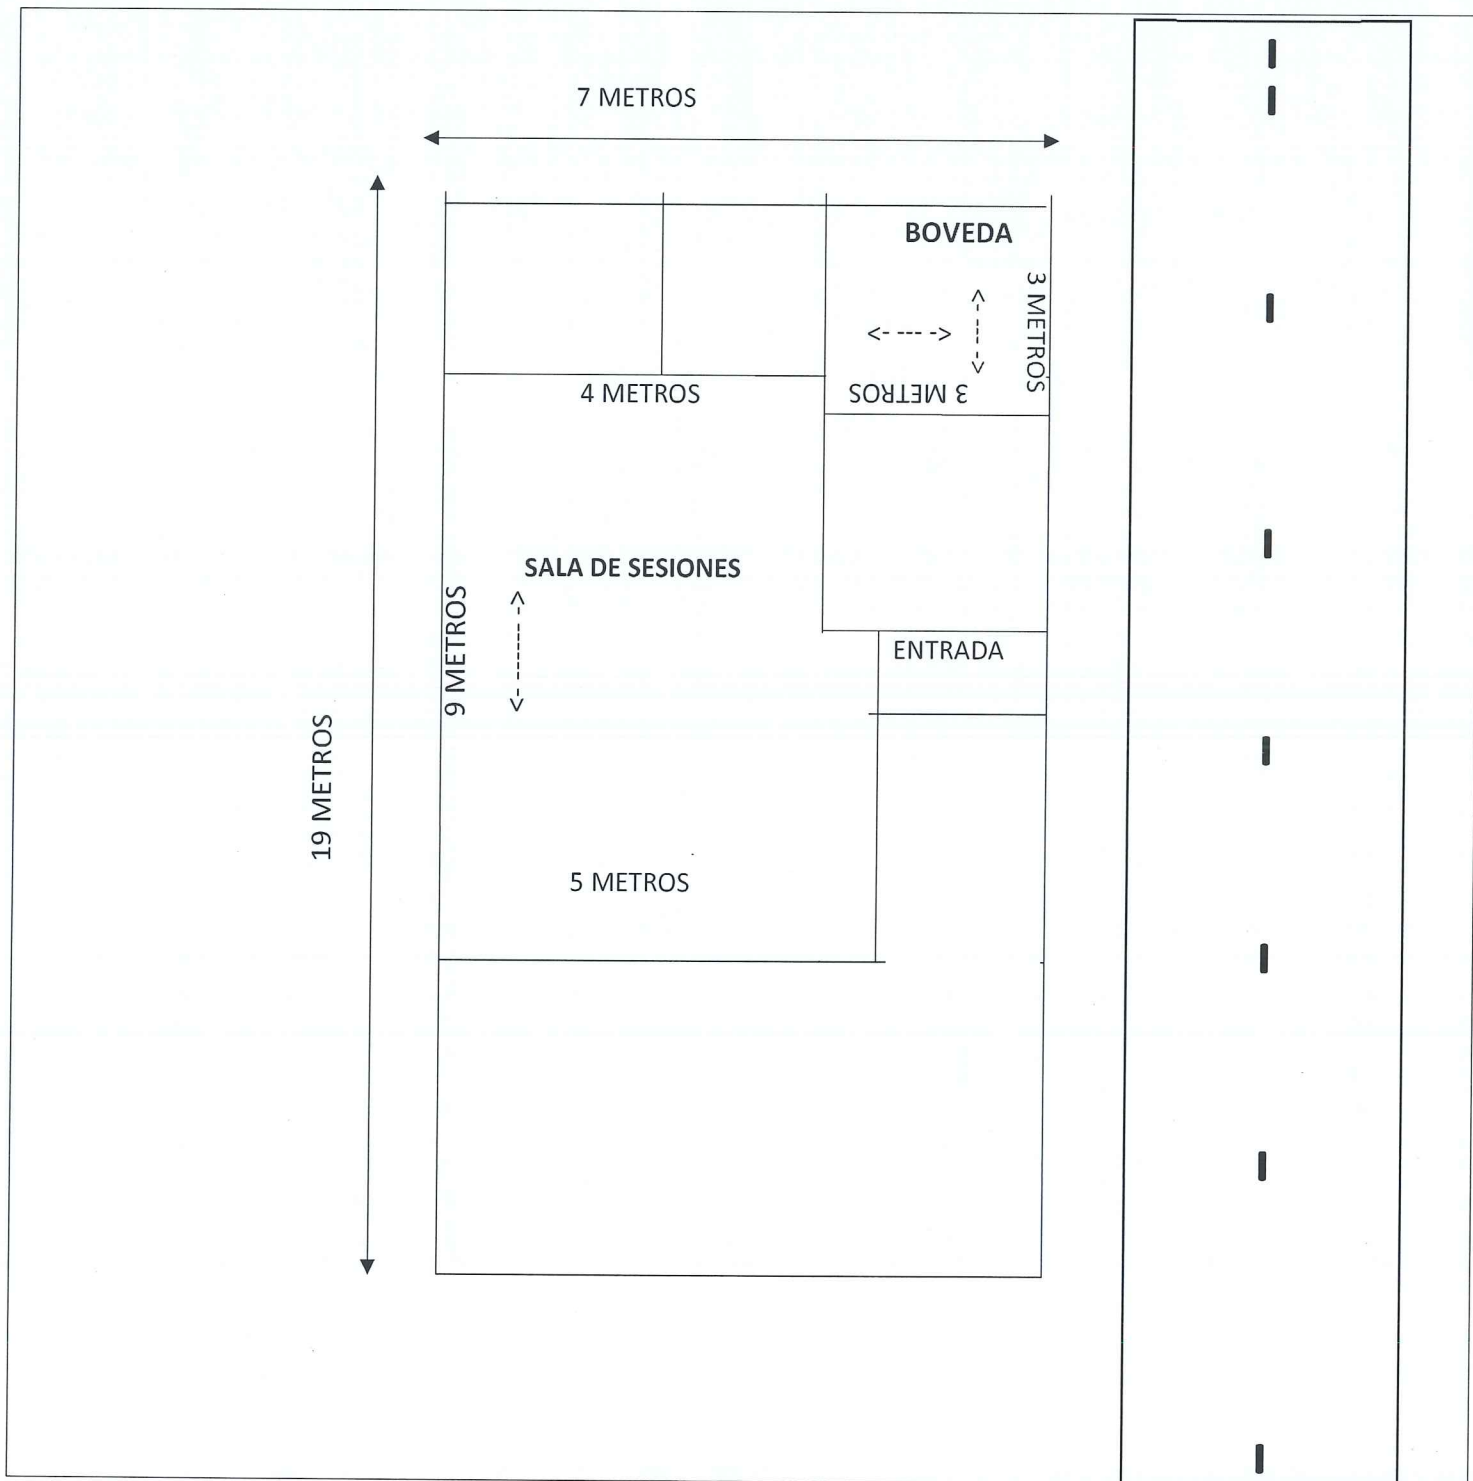 7 METROS
BOVEDA
3 METROS
3 METROS
4 METROS
SALA DE SESIONES
9 METROS
ENTRADA
19 METROS
5 METROS